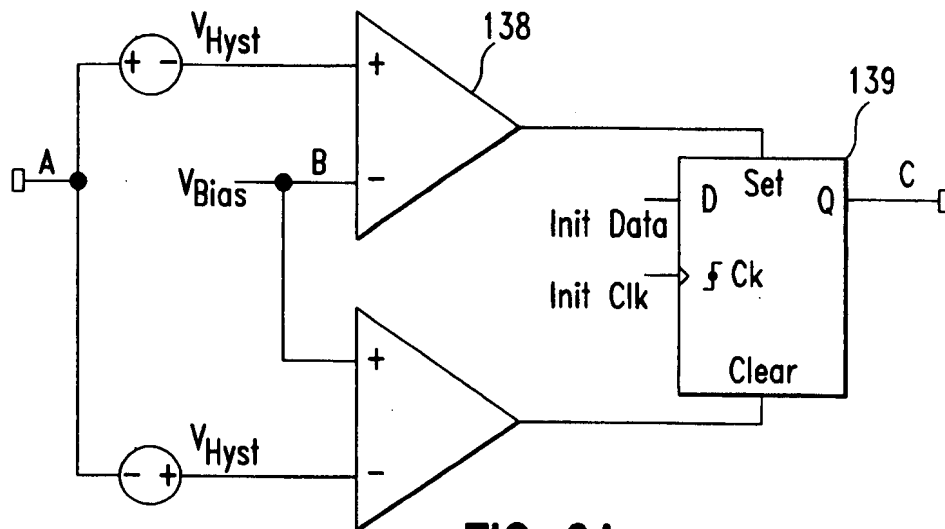 V_Hyst
138
139
A
V_Bias
B
+
-
+ -
Set
D
Q
C
Init Data
Init Clk
Ck
Clear
+
-
- +
V_Hyst